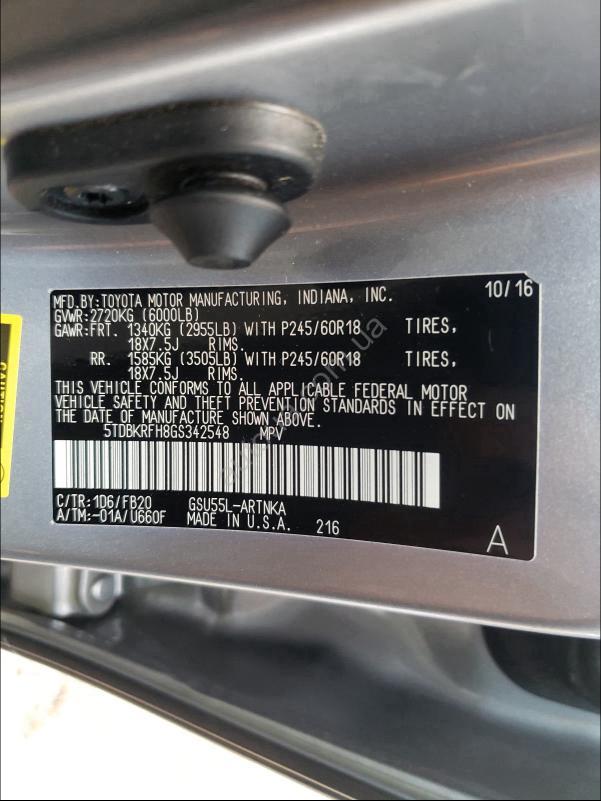 MFD.BY:TOYOTA MOTOR MANUFACTURING, INDIANA, INC. 10/16
GVWR:2720KG (6000LB)
GAWR:FRT. 1340KG (2955LB) WITH P245/60R18 TIRES,
18X7.5J RIMS.
RR. 1585KG (3505LB) WITH P245/60R18 TIRES,
18X7.5J RIMS.
THIS VEHICLE CONFORMS TO ALL APPLICABLE FEDERAL MOTOR
VEHICLE SAFETY AND THEFT PREVENTION STANDARDS IN EFFECT ON
THE DATE OF MANUFACTURE SHOWN ABOVE.
5TDBKRFH8GS342548 MPV
C/TR:1D6/FB20 GSU55L-ARTNKA
A/TM:-01A/U660F MADE IN U.S.A. 216
A